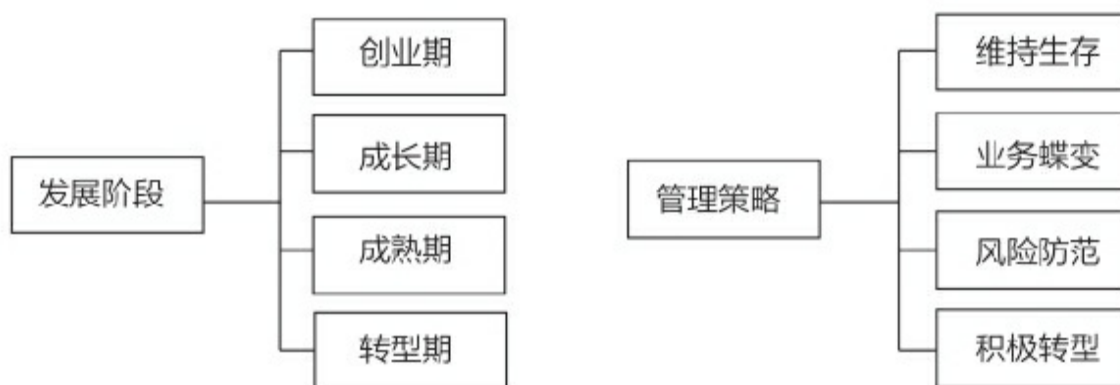 发展阶段
创业期
成长期
成熟期
转型期
管理策略
维持生存
业务蝶变
风险防范
积极转型